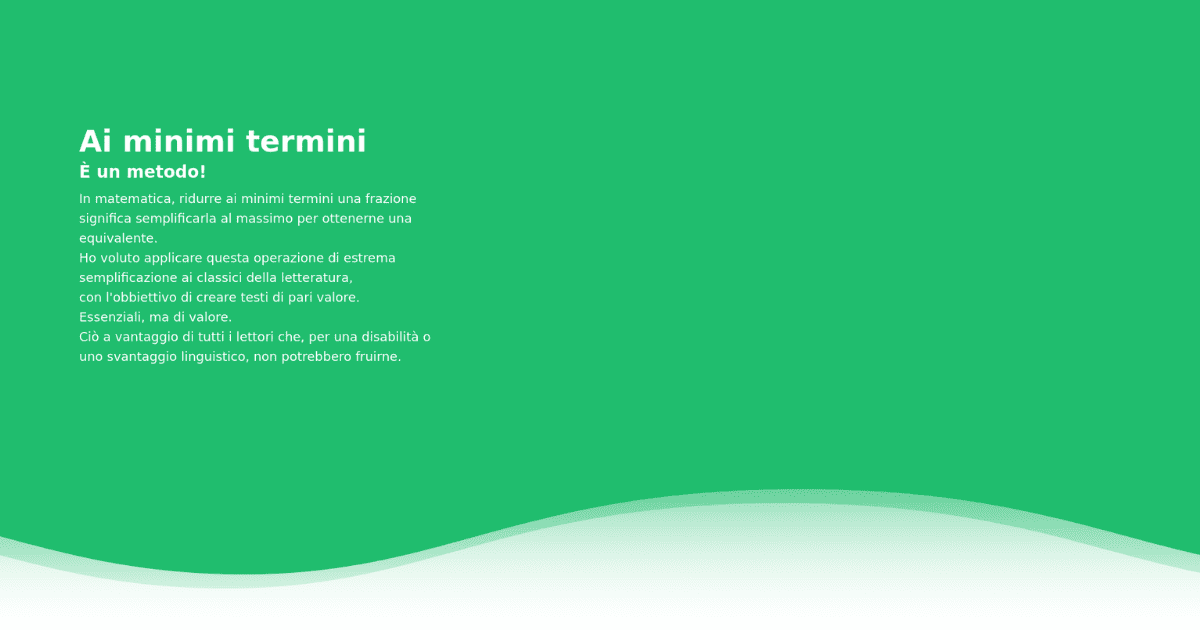 Ai minimi termini
È un metodo!
In matematica, ridurre ai minimi termini una frazione
significa semplificarla al massimo per ottenerne una
equivalente.
Ho voluto applicare questa operazione di estrema
semplificazione ai classici della letteratura,
con l'obbiettivo di creare testi di pari valore.
Essenziali, ma di valore.
Ciò a vantaggio di tutti i lettori che, per una disabilità o
uno svantaggio linguistico, non potrebbero fruirne.